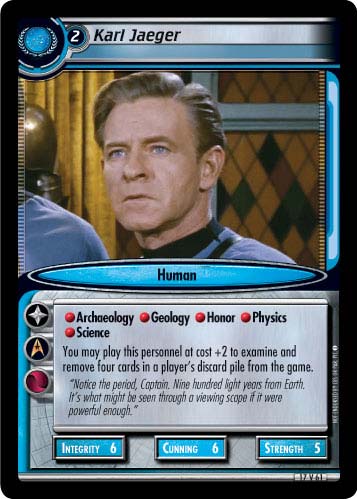 2 Karl Jaeger
Human
Archaeology Geology Honor Physics
Science
You may play this personnel at cost +2 to examine and
remove four cards in a player's discard pile from the game.
"Notice the period, Captain. Nine hundred light years from Earth.
It's what might be seen through a viewing scope if it were
powerful enough."
INTEGRITY 6 CUNNING 6 STRENGTH 5
17 V 61